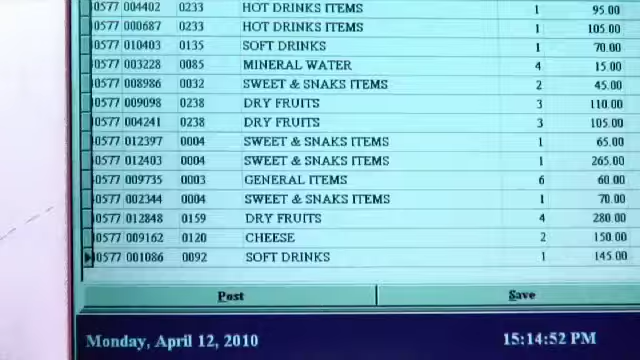 0577 004402 0233 HOT DRINKS ITEMS 1 95.00
0577 000687 0233 HOT DRINKS ITEMS 1 105.00
0577 010403 0135 SOFT DRINKS 1 70.00
0577 003228 0085 MINERAL WATER 4 15.00
0577 008986 0032 SWEET & SNAKS ITEMS 2 45.00
0577 009098 0238 DRY FRUITS 3 110.00
0577 004241 0238 DRY FRUITS 3 105.00
0577 012397 0004 SWEET & SNAKS ITEMS 1 65.00
0577 012403 0004 SWEET & SNAKS ITEMS 1 265.00
0577 009735 0003 GENERAL ITEMS 6 60.00
0577 002344 0004 SWEET & SNAKS ITEMS 1 70.00
0577 012848 0159 DRY FRUITS 4 280.00
0577 009162 0120 CHEESE 2 150.00
0577 001086 0092 SOFT DRINKS 1 145.00
Post Save
Monday, April 12, 2010 15:14:52 PM